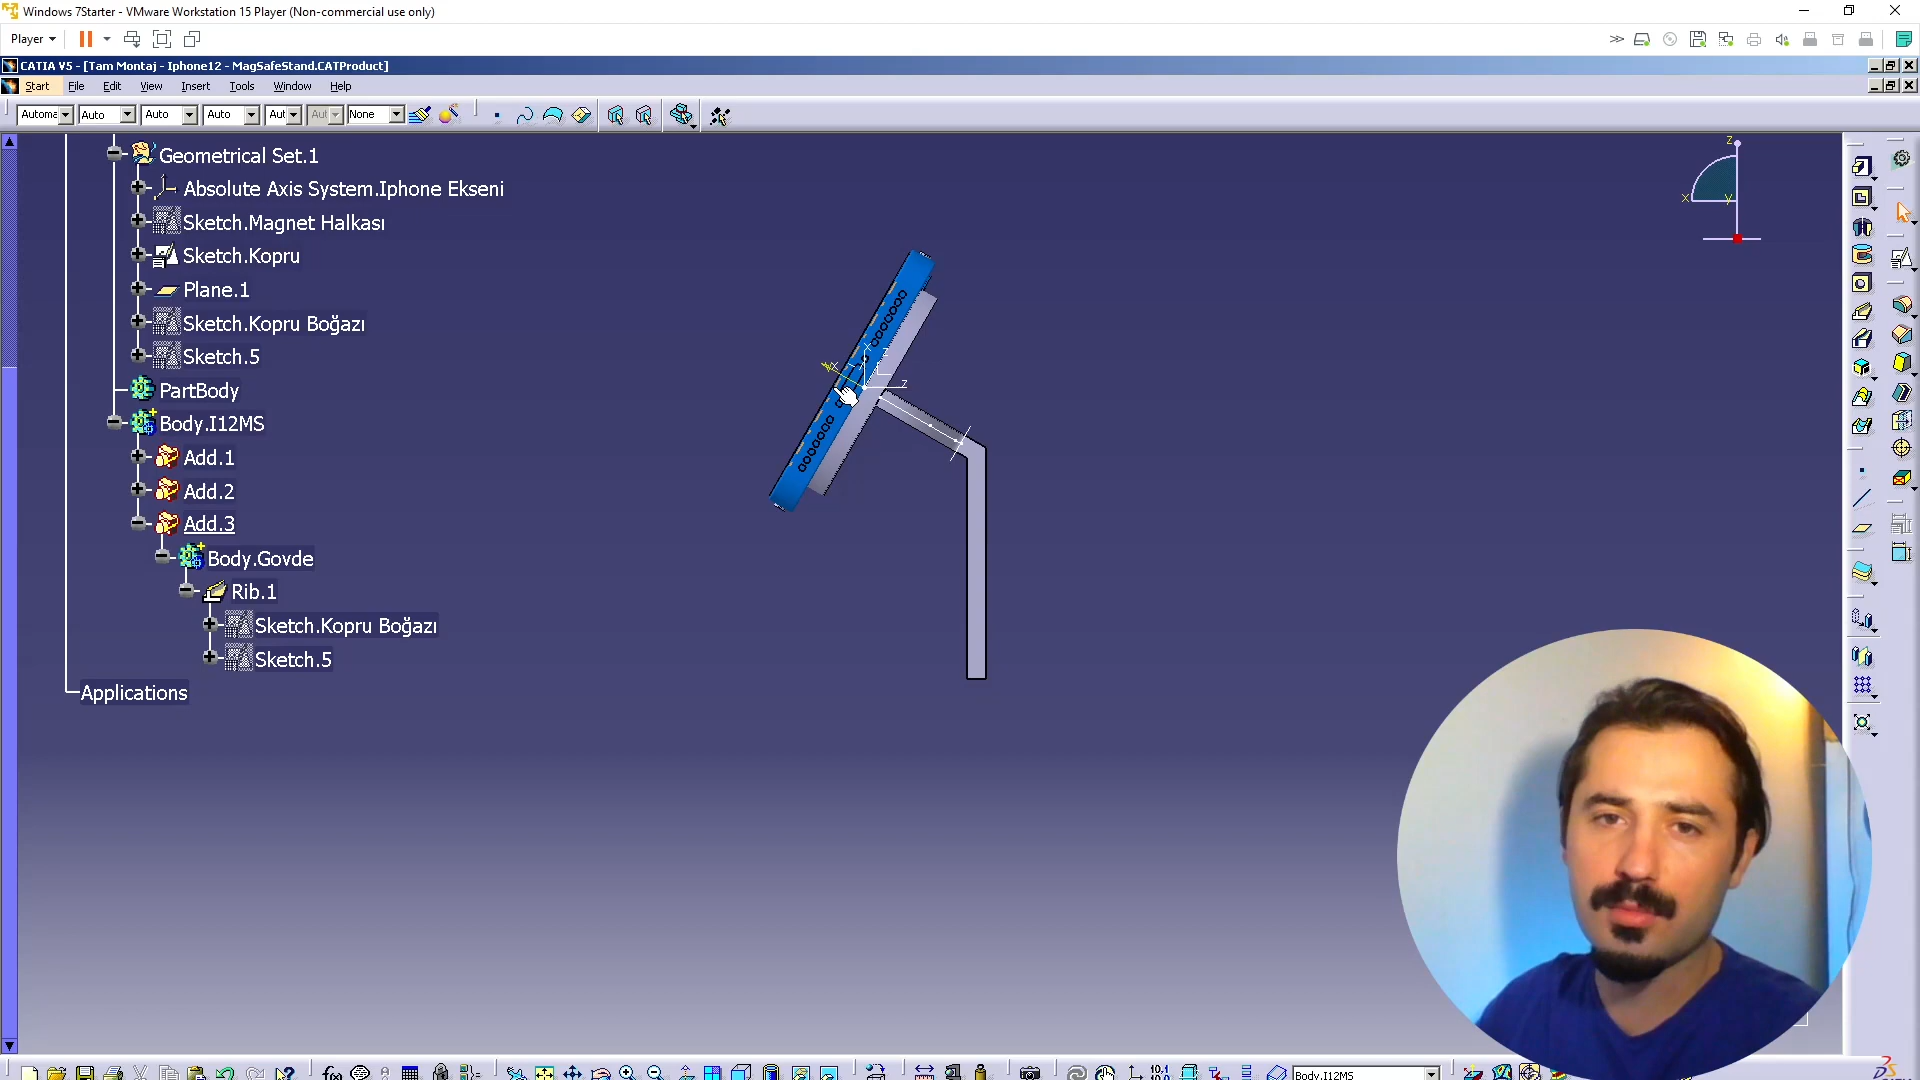 Windows 7Starter - VMware Workstation 15 Player (Non-commercial use only)
Player
CATIA V5 - [Tam Montaj - Iphone12 - MagSafeStand.CATProduct]
Start File Edit View Insert Tools Window Help
Automa Auto Auto Auto Aut Aut None
Geometrical Set.1
Absolute Axis System.Iphone Ekseni
Sketch.Magnet Halkası
Sketch.Kopru
Plane.1
Sketch.Kopru Boğazı
Sketch.5
PartBody
Body.I12MS
Add.1
Add.2
Add.3
Body.Govde
Rib.1
Sketch.Kopru Boğazı
Sketch.5
Applications
z
x
y
z
Body.I12MS